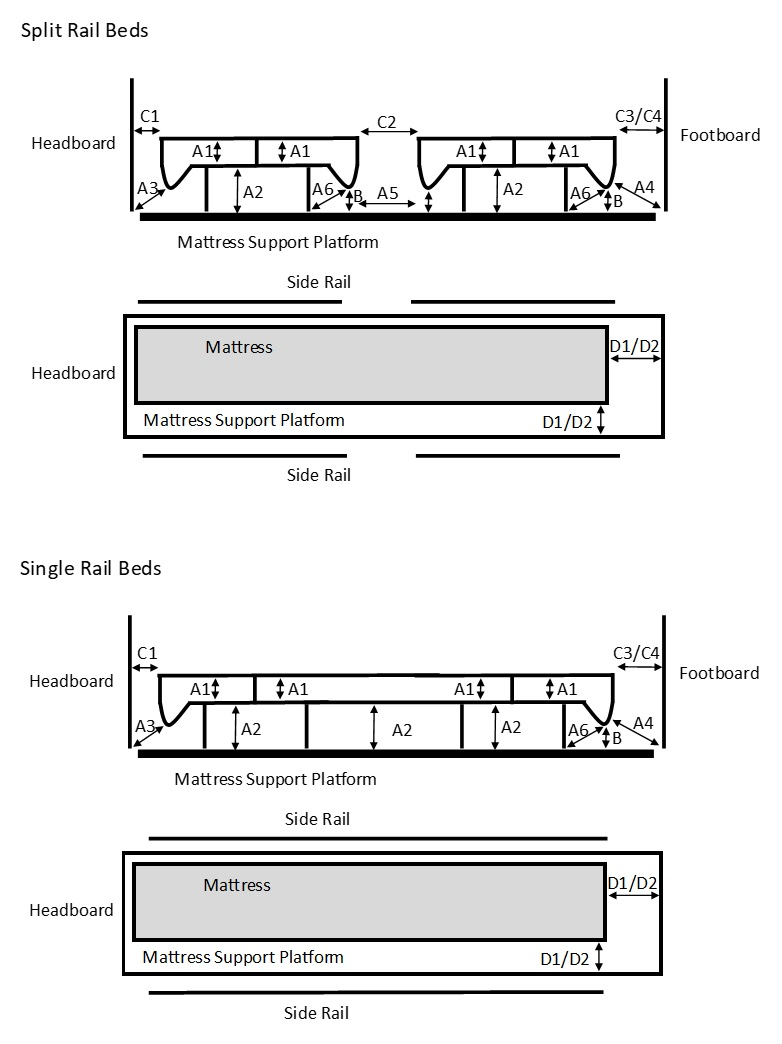 Split Rail Beds
C1
C2
C3/C4
Headboard
Footboard
A1
A1
A1
A1
A3
A2
A6
B
A5
A2
A6
B
A4
Mattress Support Platform
Side Rail
Mattress
D1/D2
Headboard
Mattress Support Platform
D1/D2
Side Rail
Single Rail Beds
C1
C3/C4
Headboard
Footboard
A1
A1
A1
A1
A3
A2
A2
A2
A6
B
A4
Mattress Support Platform
Side Rail
Mattress
D1/D2
Headboard
Mattress Support Platform
D1/D2
Side Rail